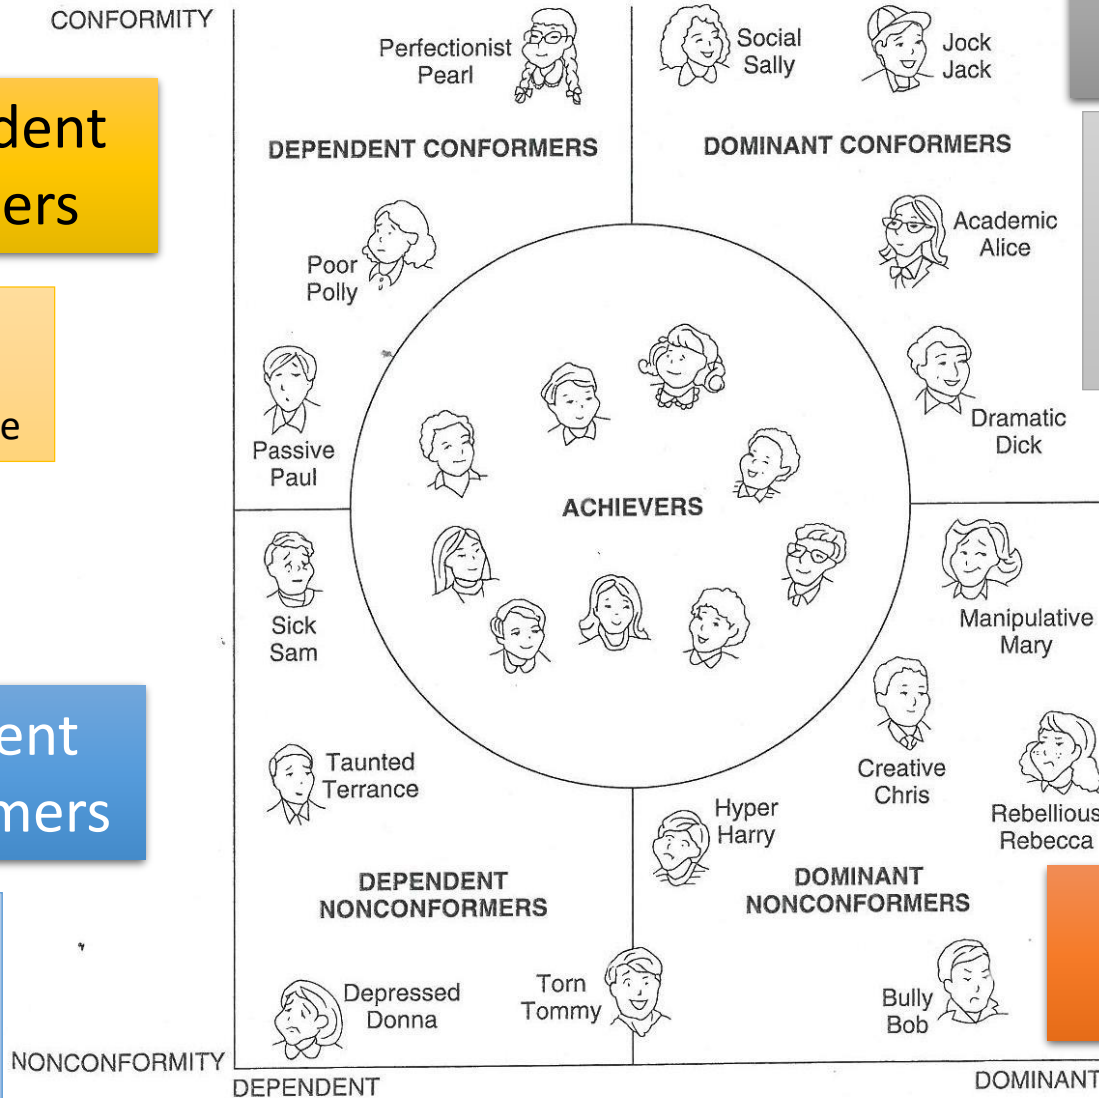 CONFORMITY
Perfectionist
Pearl
Social
Sally
Jock
Jack
dent
ers
DEPENDENT CONFORMERS
DOMINANT CONFORMERS
Poor
Polly
Academic
Alice
e
Passive
Paul
Dramatic
Dick
ACHIEVERS
Sick
Sam
Manipulative
Mary
ent
mers
Taunted
Terrance
Creative
Chris
Hyper
Harry
Rebellious
Rebecca
DEPENDENT
NONCONFORMERS
DOMINANT
NONCONFORMERS
Depressed
Donna
Torn
Tommy
Bully
Bob
NONCONFORMITY
DEPENDENT
DOMINANT